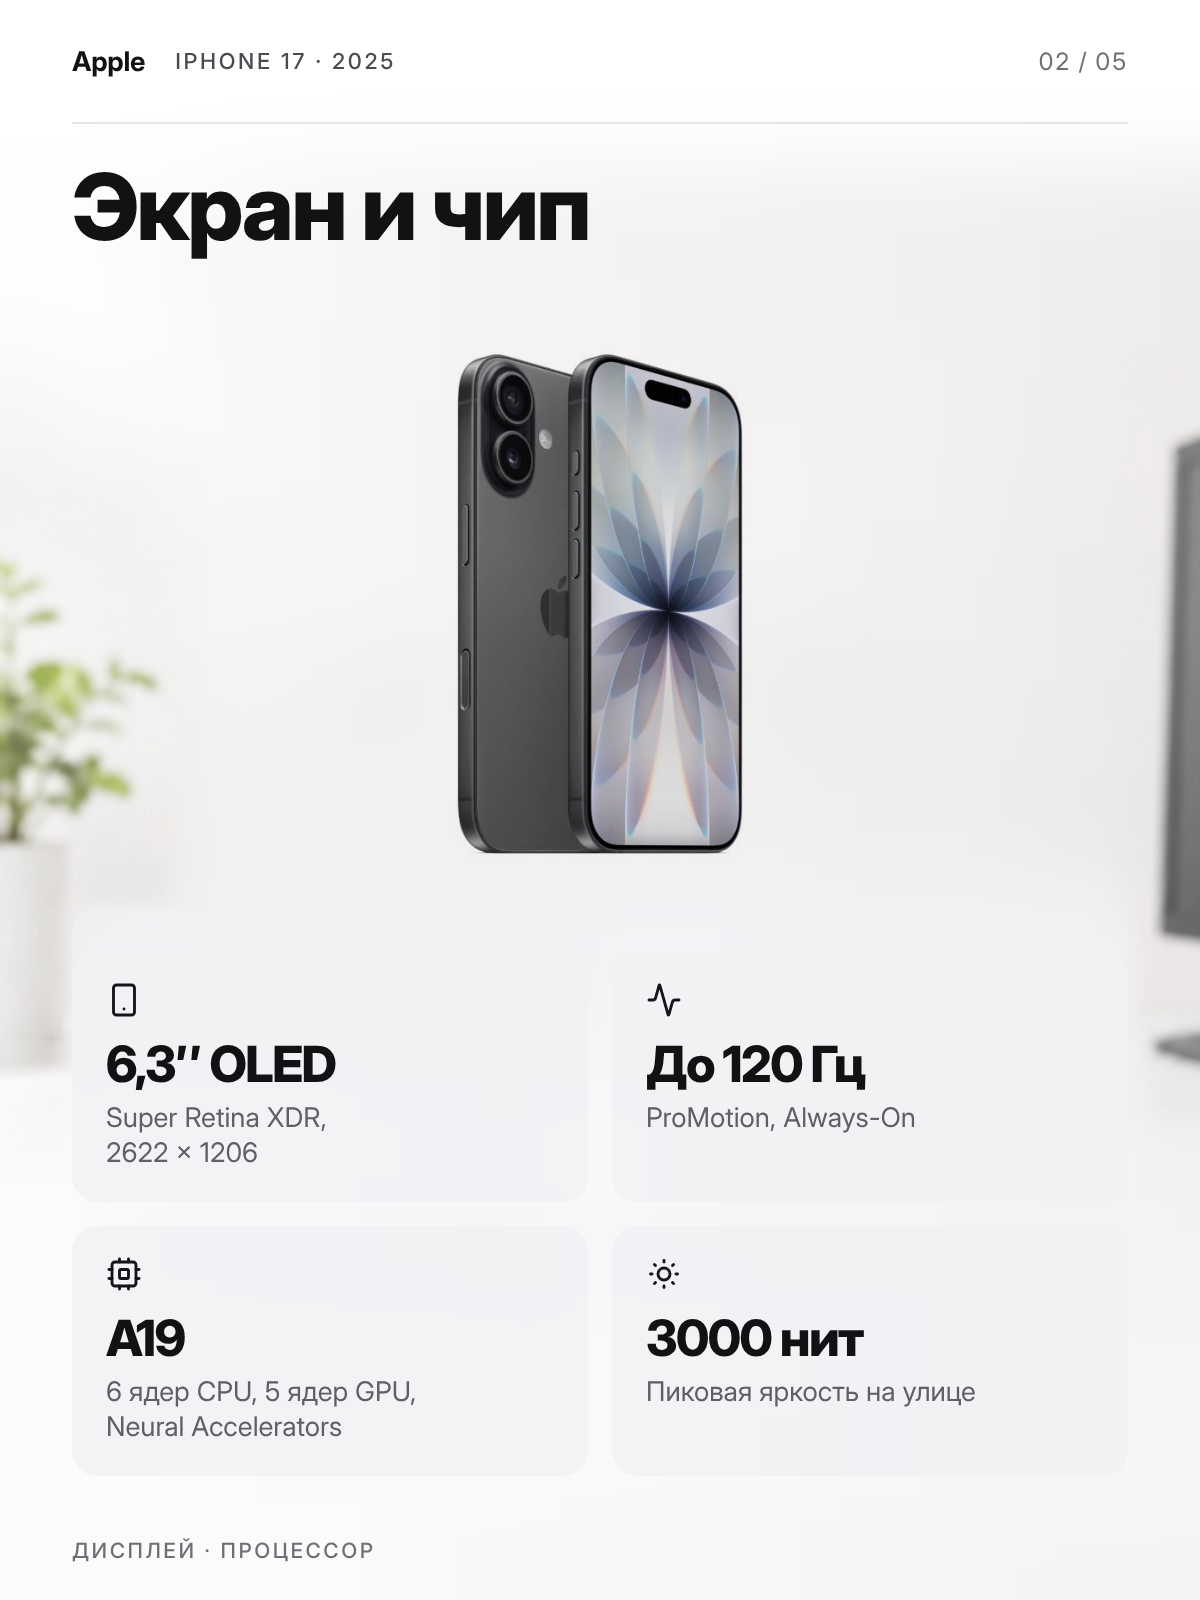 Apple IPHONE 17 · 2025 02 / 05
Экран и чип
6,3″ OLED
Super Retina XDR,
2622 × 1206
До 120 Гц
ProMotion, Always-On
A19
6 ядер CPU, 5 ядер GPU,
Neural Accelerators
3000 нит
Пиковая яркость на улице
ДИСПЛЕЙ · ПРОЦЕССОР